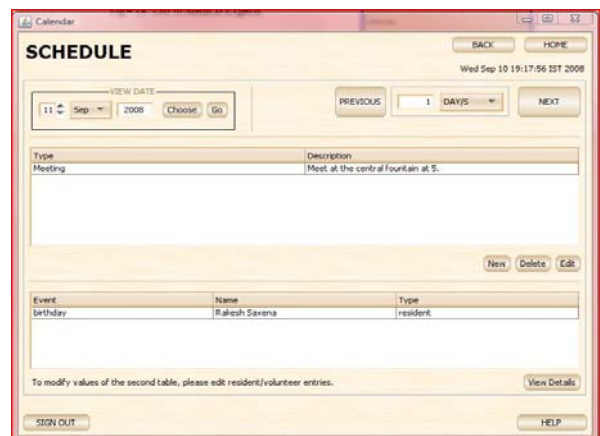 Calendar
SCHEDULE
BACK HOME
Wed Sep 10 19:17:56 IST 2008
VIEW DATE
11 Sep 2008 Choose Go
PREVIOUS 1 DAY/S NEXT
Type Description
Meeting Meet at the central fountain at 5.
New Delete Edit
Event Name Type
birthday Rakesh Saxena resident
To modify values of the second table, please edit resident/volunteer entries.
View Details
SIGN OUT HELP